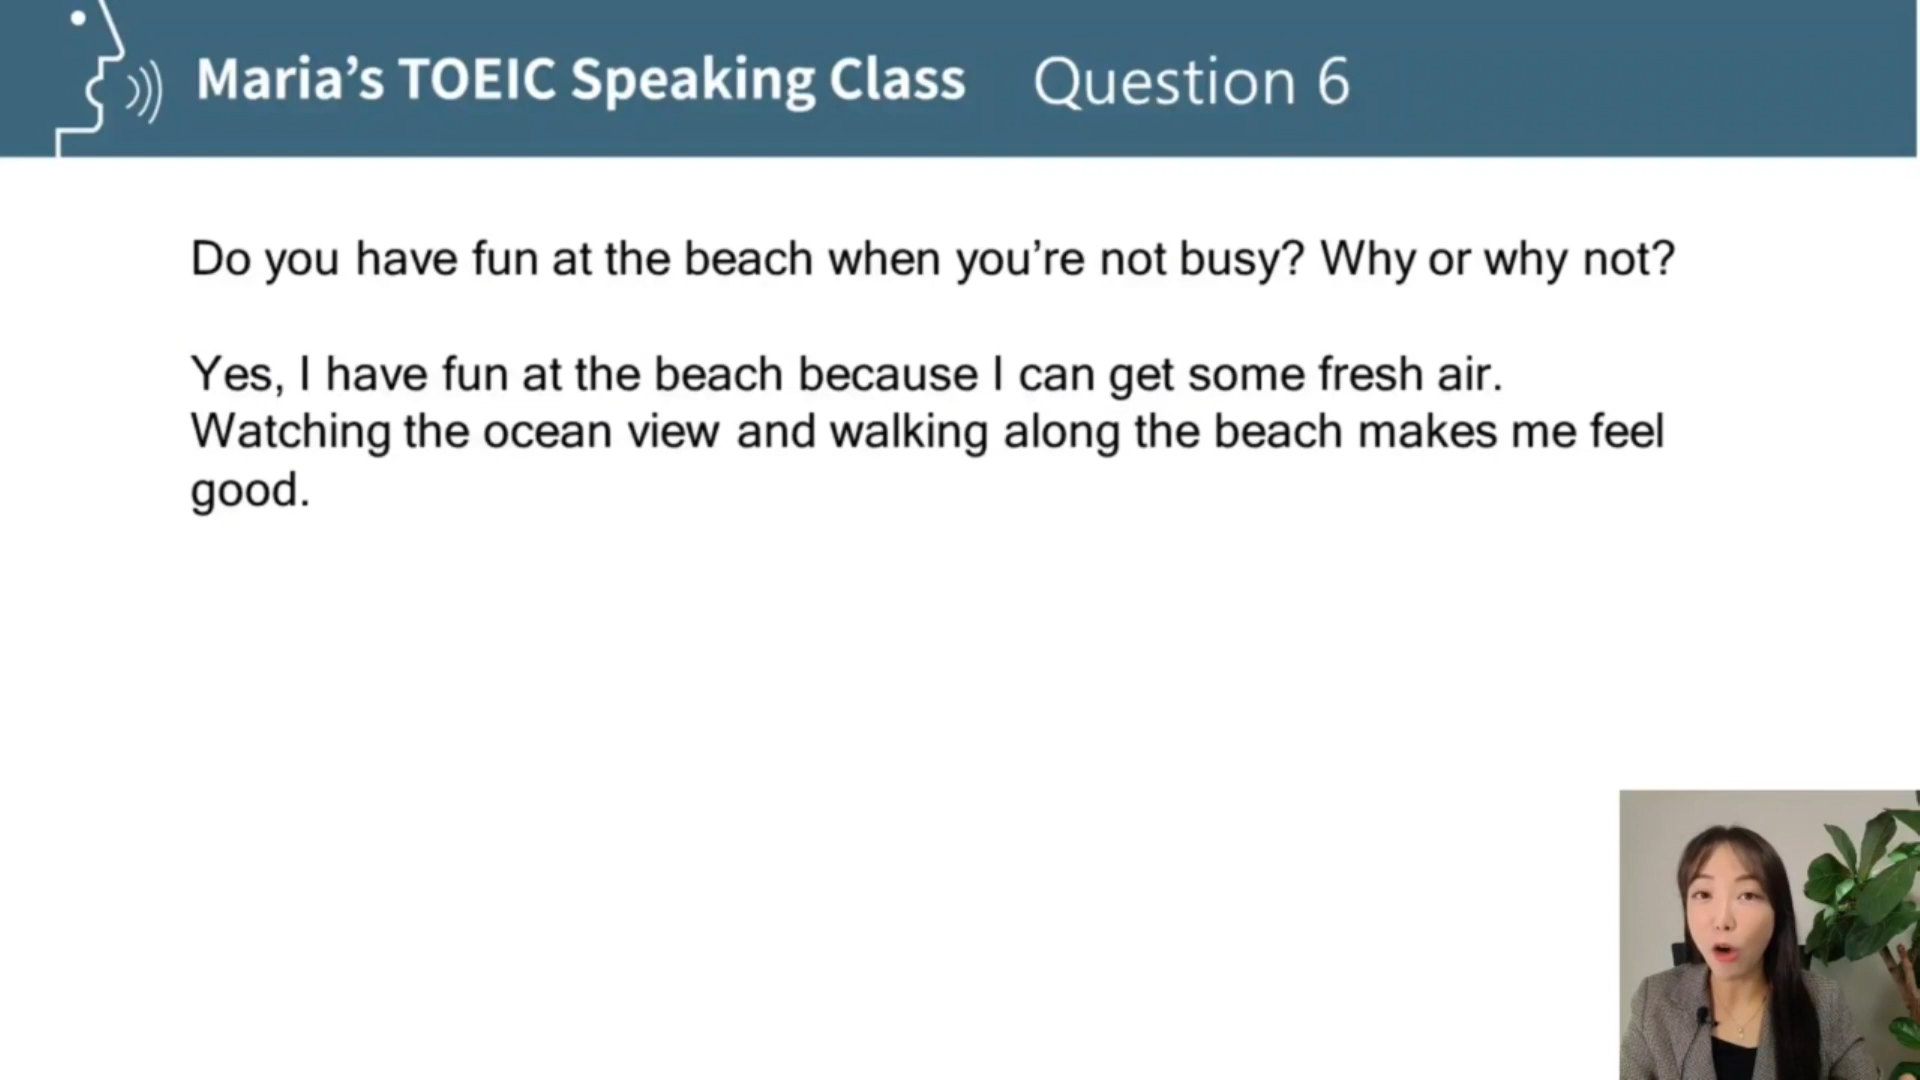 Maria’s TOEIC Speaking Class Question 6
Do you have fun at the beach when you’re not busy? Why or why not?
Yes, I have fun at the beach because I can get some fresh air.
Watching the ocean view and walking along the beach makes me feel
good.